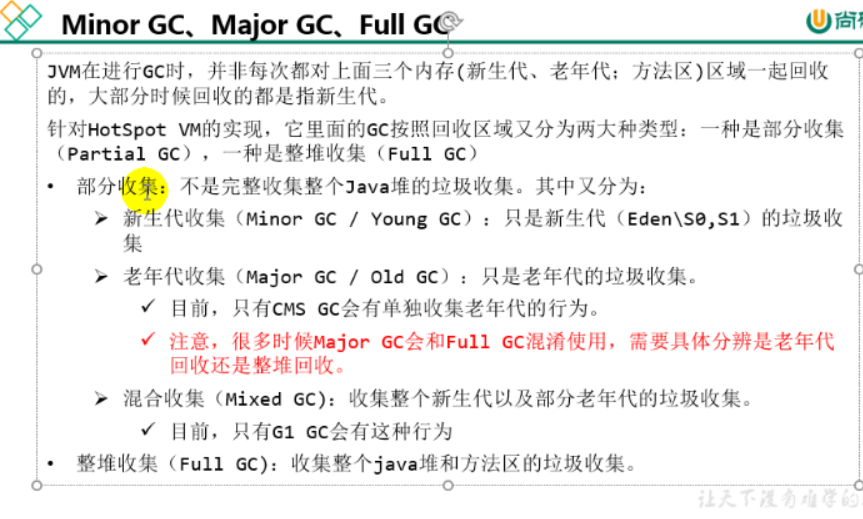 Minor GC、Major GC、Full GC
尚
JVM在进行GC时，并非每次都对上面三个内存(新生代、老年代；方法区)区域一起回收
的，大部分时候回收的都是指新生代。
针对HotSpot VM的实现，它里面的GC按照回收区域又分为两大种类型：一种是部分收集
（Partial GC），一种是整堆收集（Full GC）
• 部分收集：不是完整收集整个Java堆的垃圾收集。其中又分为：
➢ 新生代收集（Minor GC / Young GC）：只是新生代（Eden\S0,S1）的垃圾收
集
➢ 老年代收集（Major GC / Old GC）：只是老年代的垃圾收集。
✓ 目前，只有CMS GC会有单独收集老年代的行为。
✓ 注意，很多时候Major GC会和Full GC混淆使用，需要具体分辨是老年代
回收还是整堆回收。
➢ 混合收集（Mixed GC)：收集整个新生代以及部分老年代的垃圾收集。
✓ 目前，只有G1 GC会有这种行为
• 整堆收集（Full GC)：收集整个java堆和方法区的垃圾收集。
让天下没有难学的